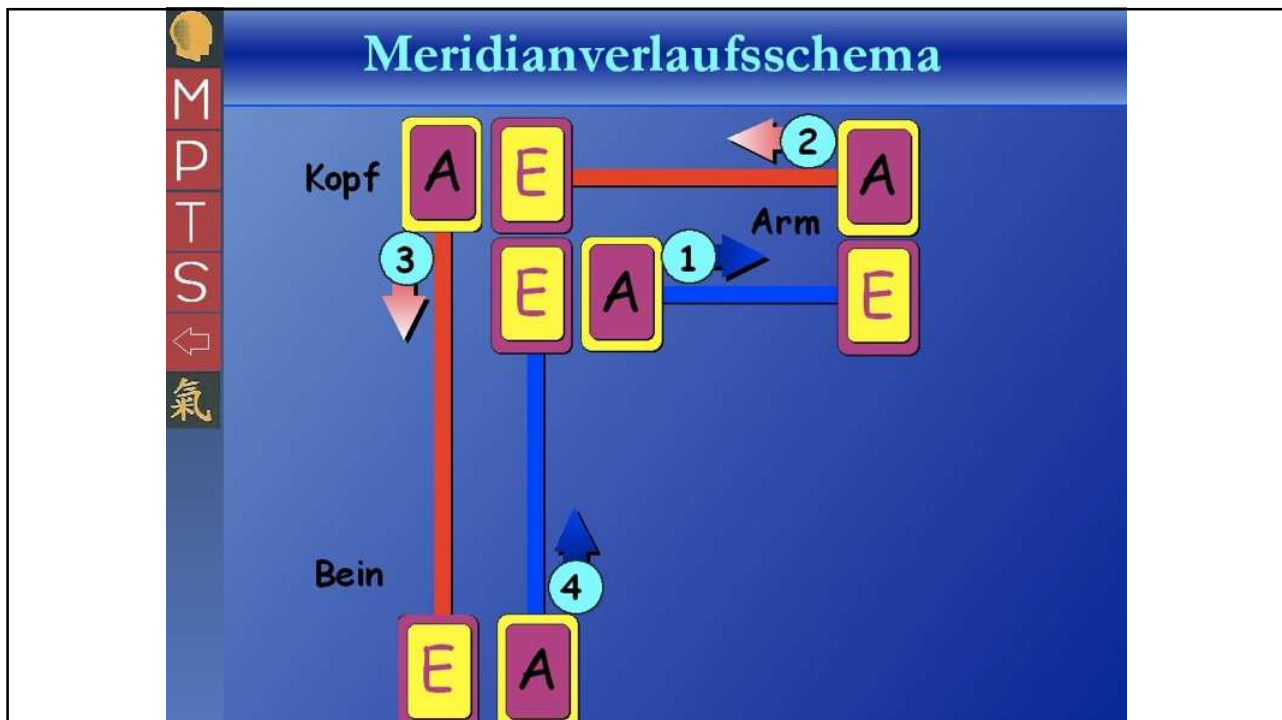 Meridianverlaufsschema
M
P
T
S
氣
Kopf
A
E
2
A
Arm
3
E
A
1
E
Bein
4
E
A